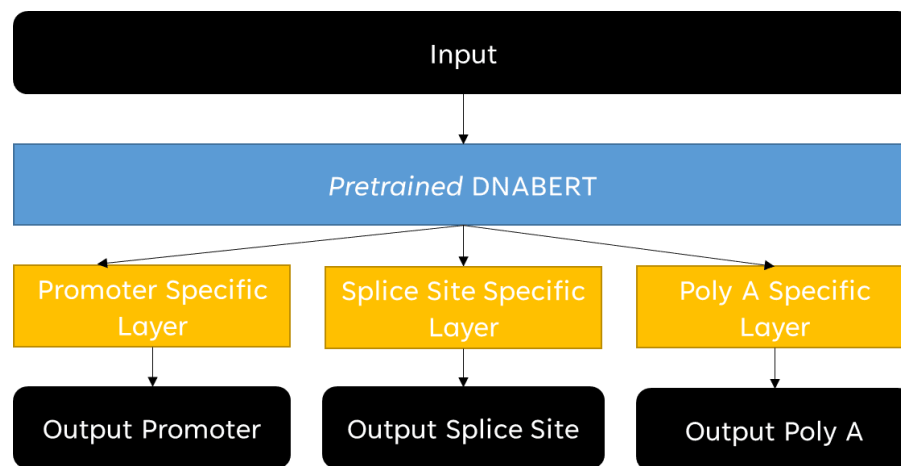 Input
Pretrained DNABERT
Promoter Specific
Layer
Splice Site Specific
Layer
Poly A Specific
Layer
Output Promoter
Output Splice Site
Output Poly A